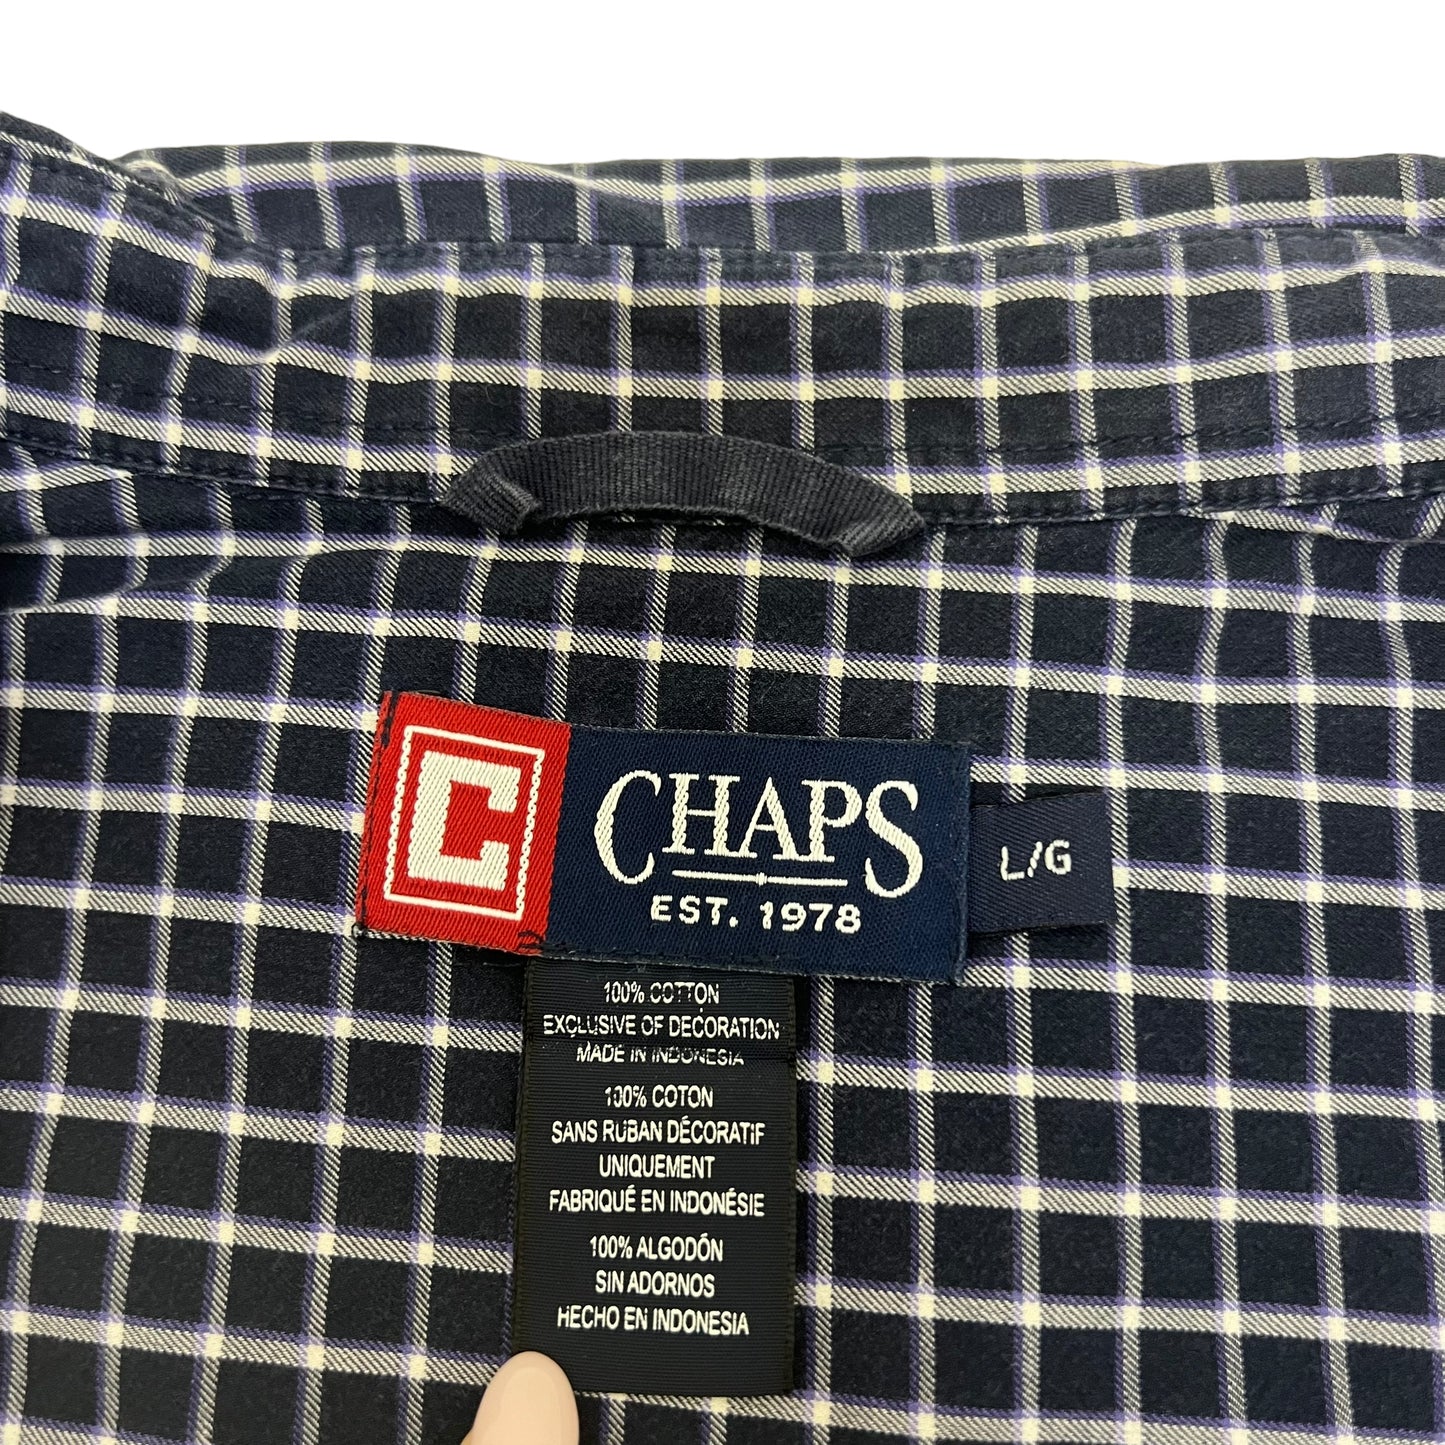 C
CHAPS
EST. 1978
L/G
100% COTTON
EXCLUSIVE OF DECORATION
MADE IN INDONESIA
100% COTON
SANS RUBAN DÉCORATIF
UNIQUEMENT
FABRIQUÉ EN INDONÉSIE
100% ALGODÓN
SIN ADORNOS
HECHO EN INDONESIA